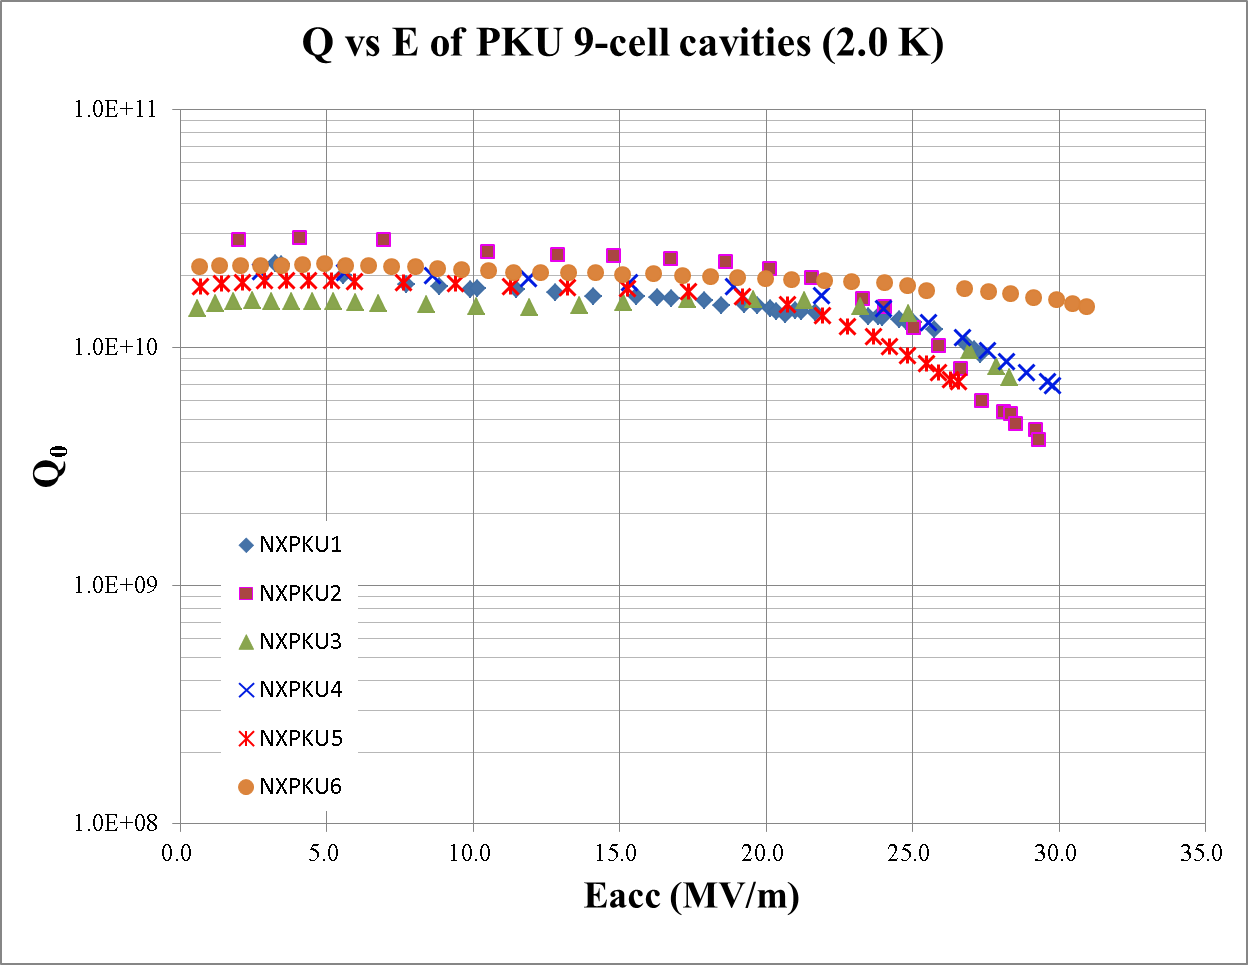 Q vs E of PKU 9-cell cavities (2.0 K)
1.0E+11
1.0E+10
1.0E+09
1.0E+08
Q0
NXPKU1
NXPKU2
NXPKU3
NXPKU4
NXPKU5
NXPKU6
0.0 5.0 10.0 15.0 20.0 25.0 30.0 35.0
Eacc (MV/m)